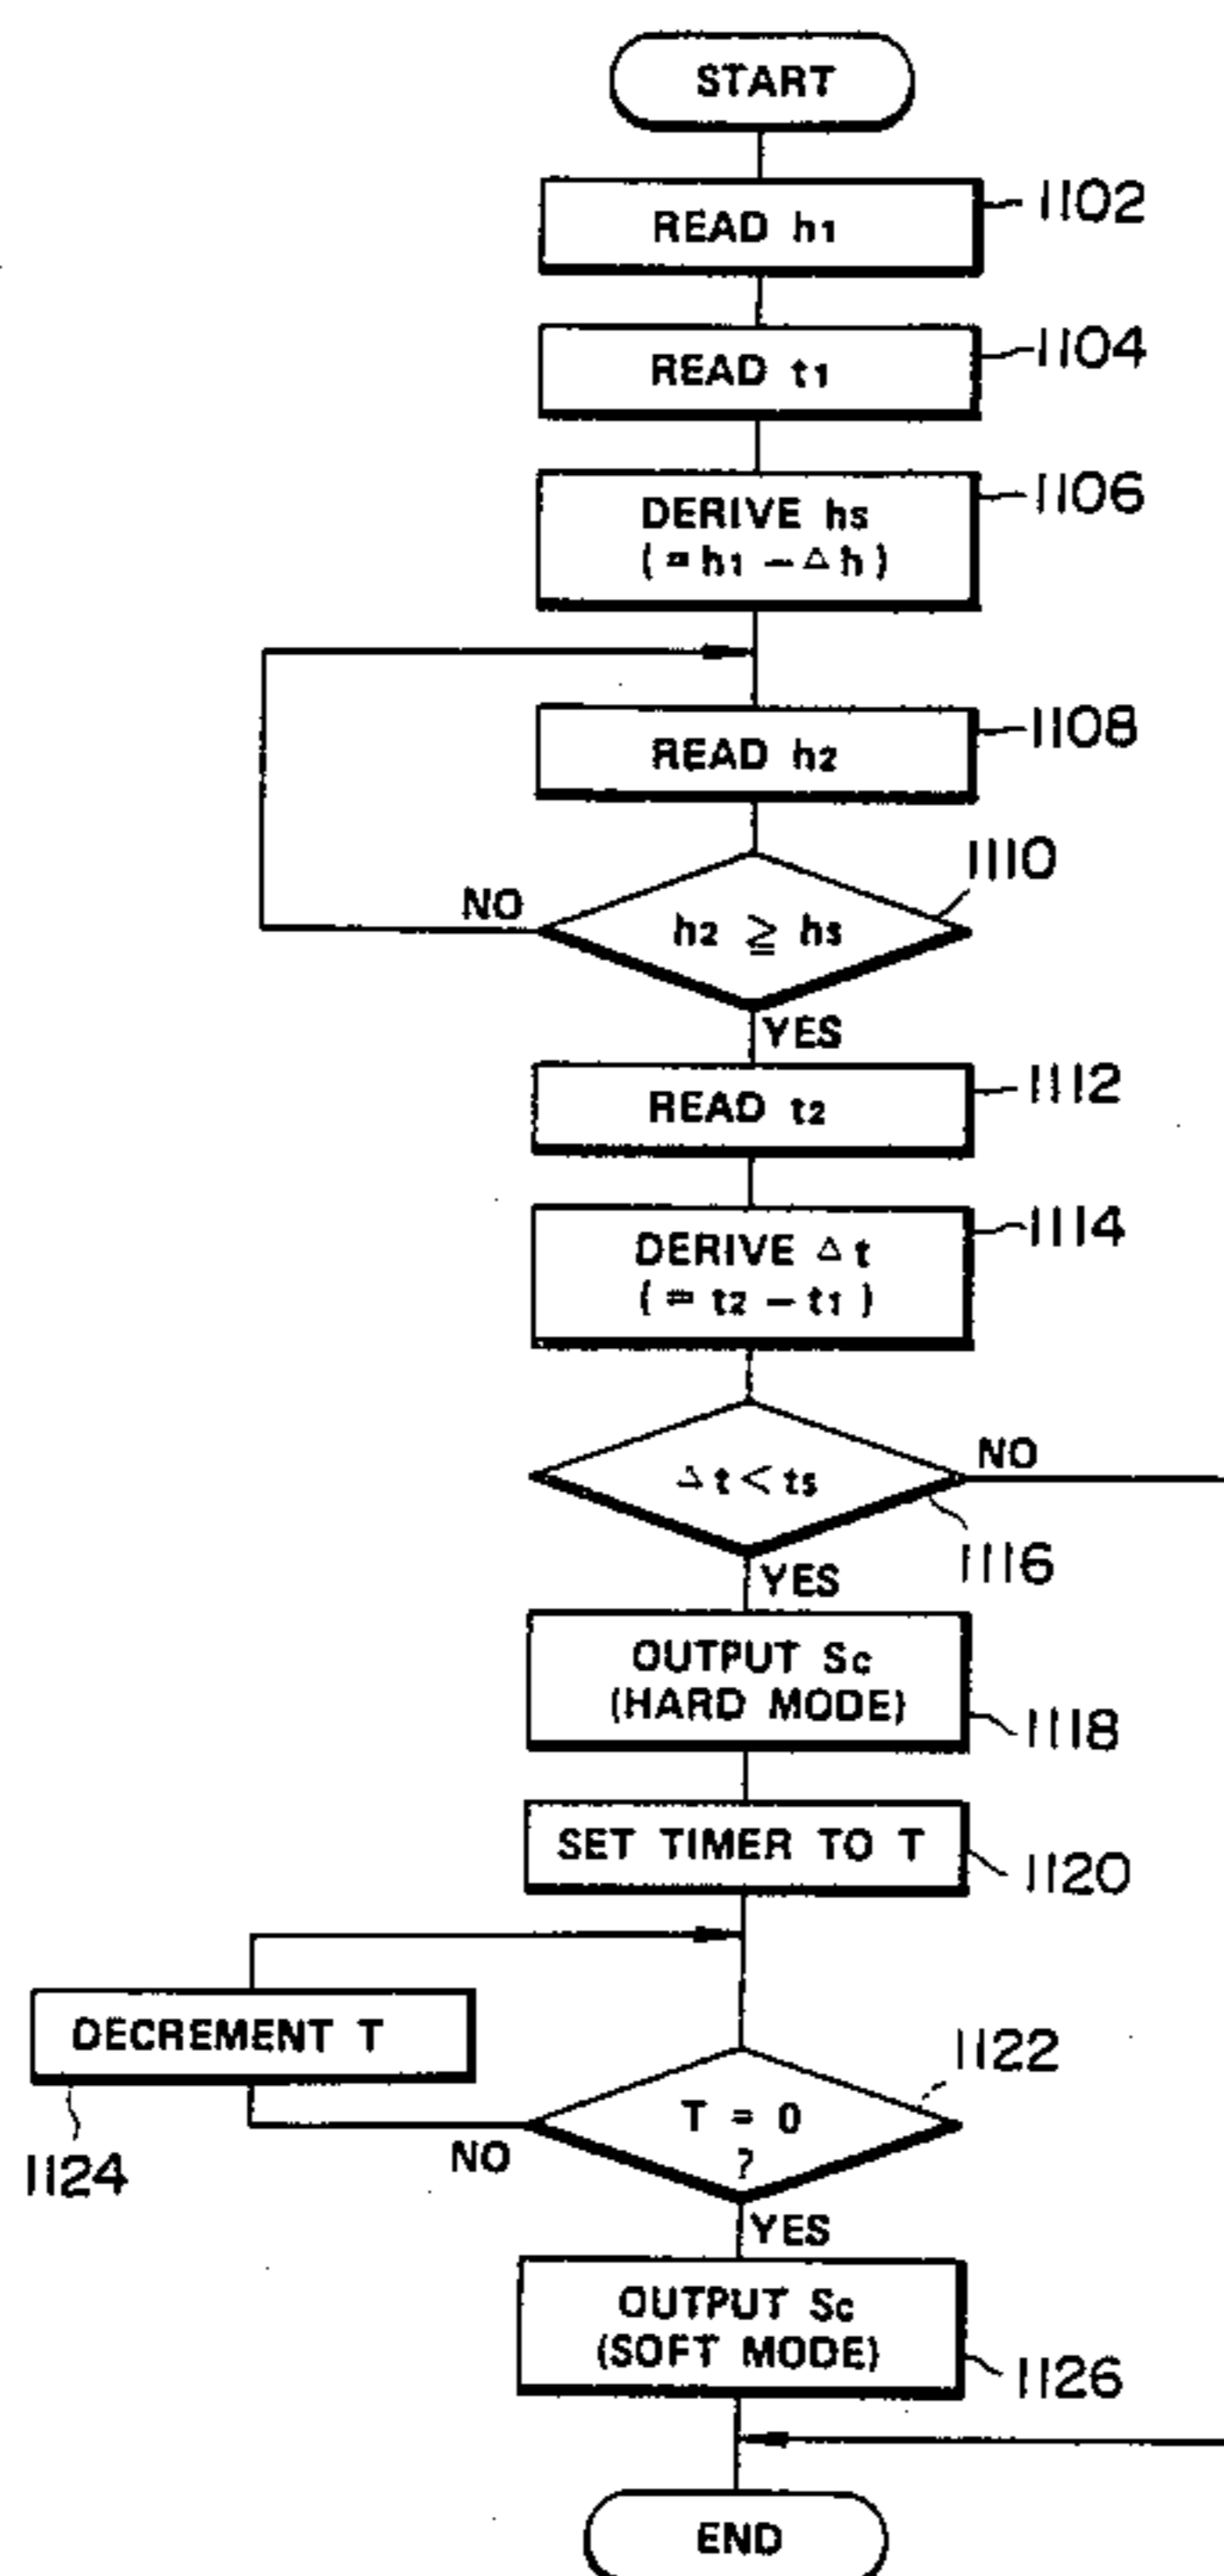 START
READ h1
1102
READ t1
1104
DERIVE hs
(=h1 - Δh)
1106
READ h2
1108
h2 ≧ hs
1110
NO
YES
READ t2
1112
DERIVE Δt
(= t2 - t1)
1114
Δt < ts
NO
1116
YES
OUTPUT Sc
(HARD MODE)
1118
SET TIMER TO T
1120
DECREMENT T
1124
T = 0
?
1122
NO
YES
OUTPUT Sc
(SOFT MODE)
1126
END